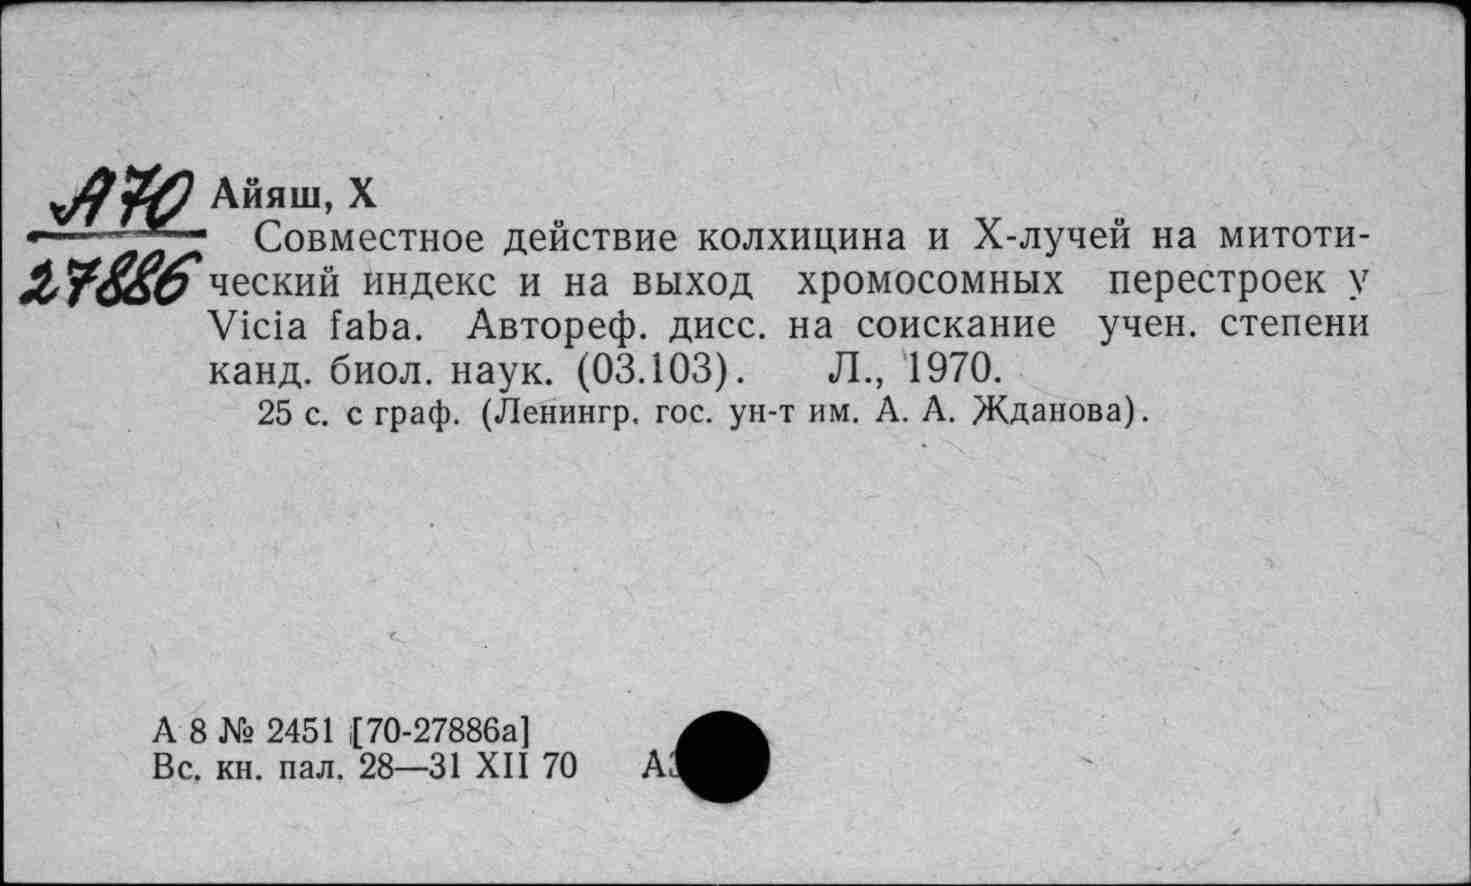 А70
27886
Айяш, X
Совместное действие колхицина и X-лучей на митоти-
ческий индекс и на выход хромосомных перестроек у
Vicia faba. Автореф. дисс. на соискание учен. степени
канд. биол. наук. (03.103). Л., 1970.
25 с. с граф. (Ленингр. гос. ун-т им. А. А. Жданова).
А 8 № 2451 [70-27886а]
Вс. кн. пал. 28—31 XII 70